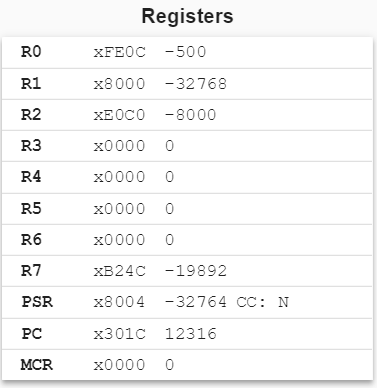 Registers
R0 xFE0C -500
R1 x8000 -32768
R2 xE0C0 -8000
R3 x0000 0
R4 x0000 0
R5 x0000 0
R6 x0000 0
R7 xB24C -19892
PSR x8004 -32764 CC: N
PC x301C 12316
MCR x0000 0